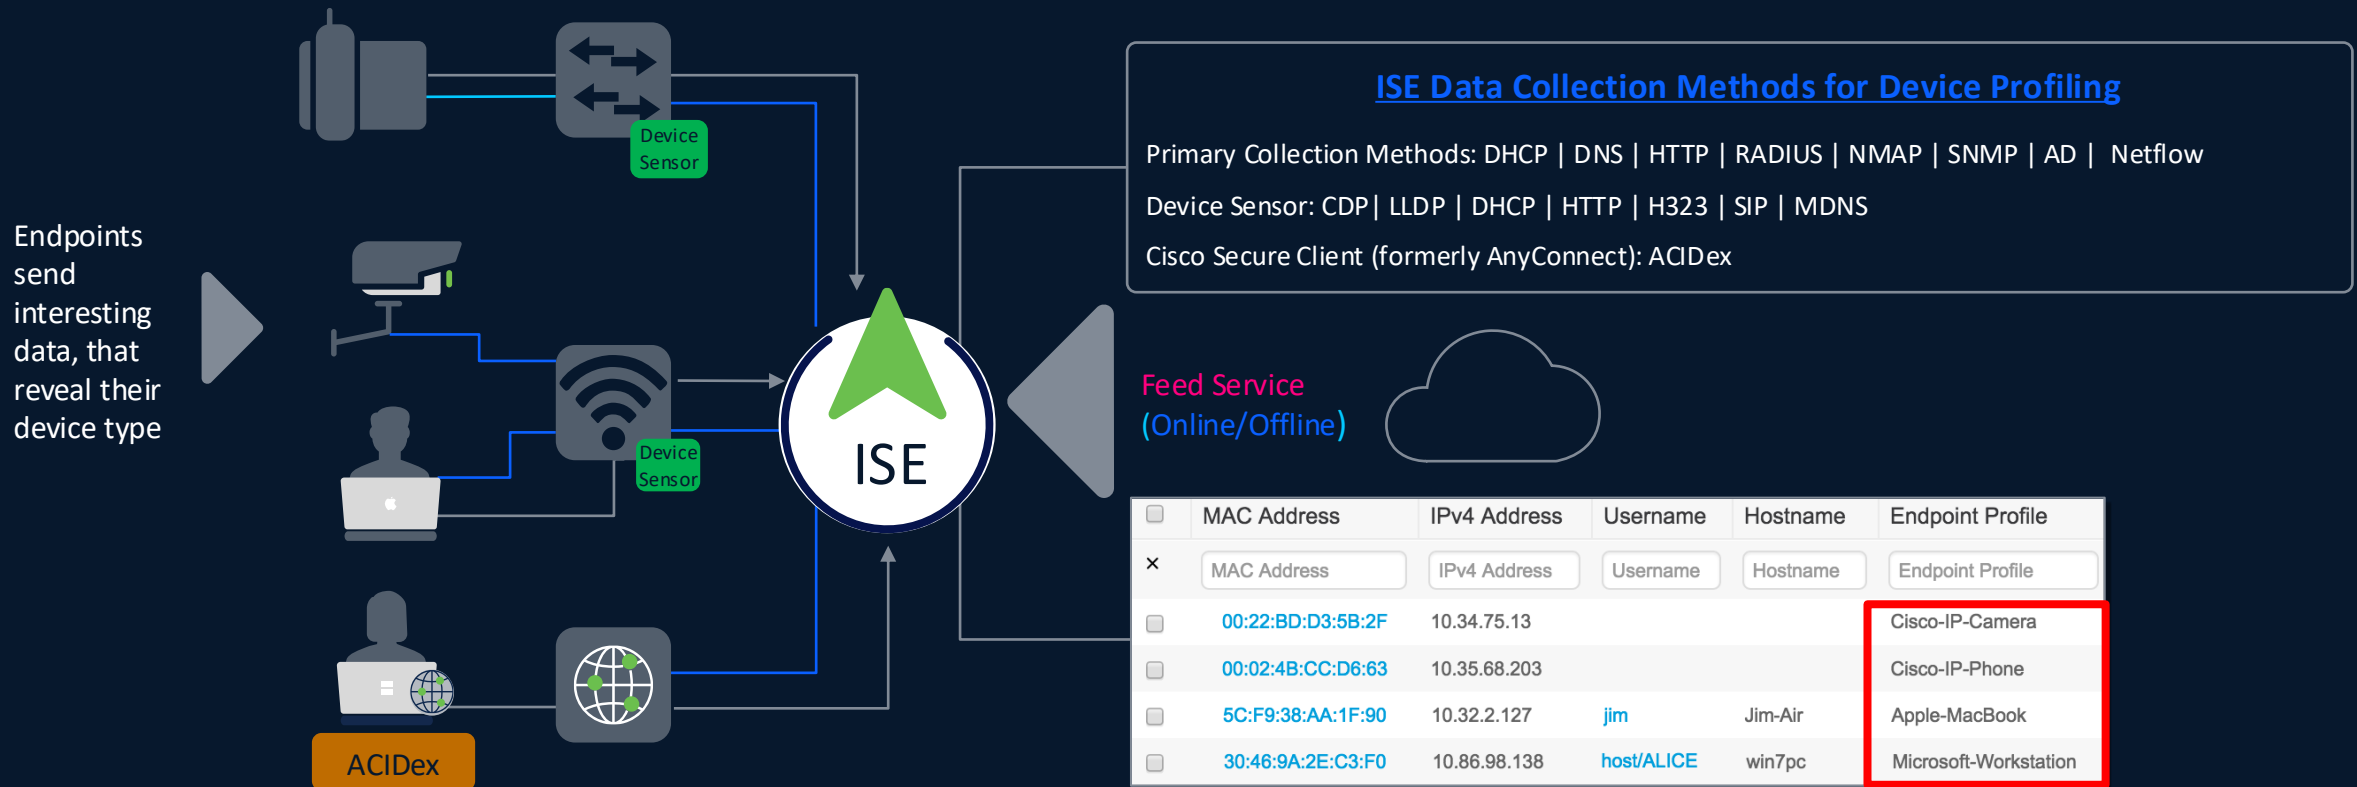 Endpoints
send
interesting
data, that
reveal their
device type
Device
Sensor
Device
Sensor
ACIDex
ISE
ISE Data Collection Methods for Device Profiling
Primary Collection Methods: DHCP | DNS | HTTP | RADIUS | NMAP | SNMP | AD | Netflow
Device Sensor: CDP| LLDP | DHCP | HTTP | H323 | SIP | MDNS
Cisco Secure Client (formerly AnyConnect): ACIDex
Feed Service
(Online/Offline)
MAC Address IPv4 Address Username Hostname Endpoint Profile
× MAC Address IPv4 Address Username Hostname Endpoint Profile
00:22:BD:D3:5B:2F 10.34.75.13 Cisco-IP-Camera
00:02:4B:CC:D6:63 10.35.68.203 Cisco-IP-Phone
5C:F9:38:AA:1F:90 10.32.2.127 jim Jim-Air Apple-MacBook
30:46:9A:2E:C3:F0 10.86.98.138 host/ALICE win7pc Microsoft-Workstation